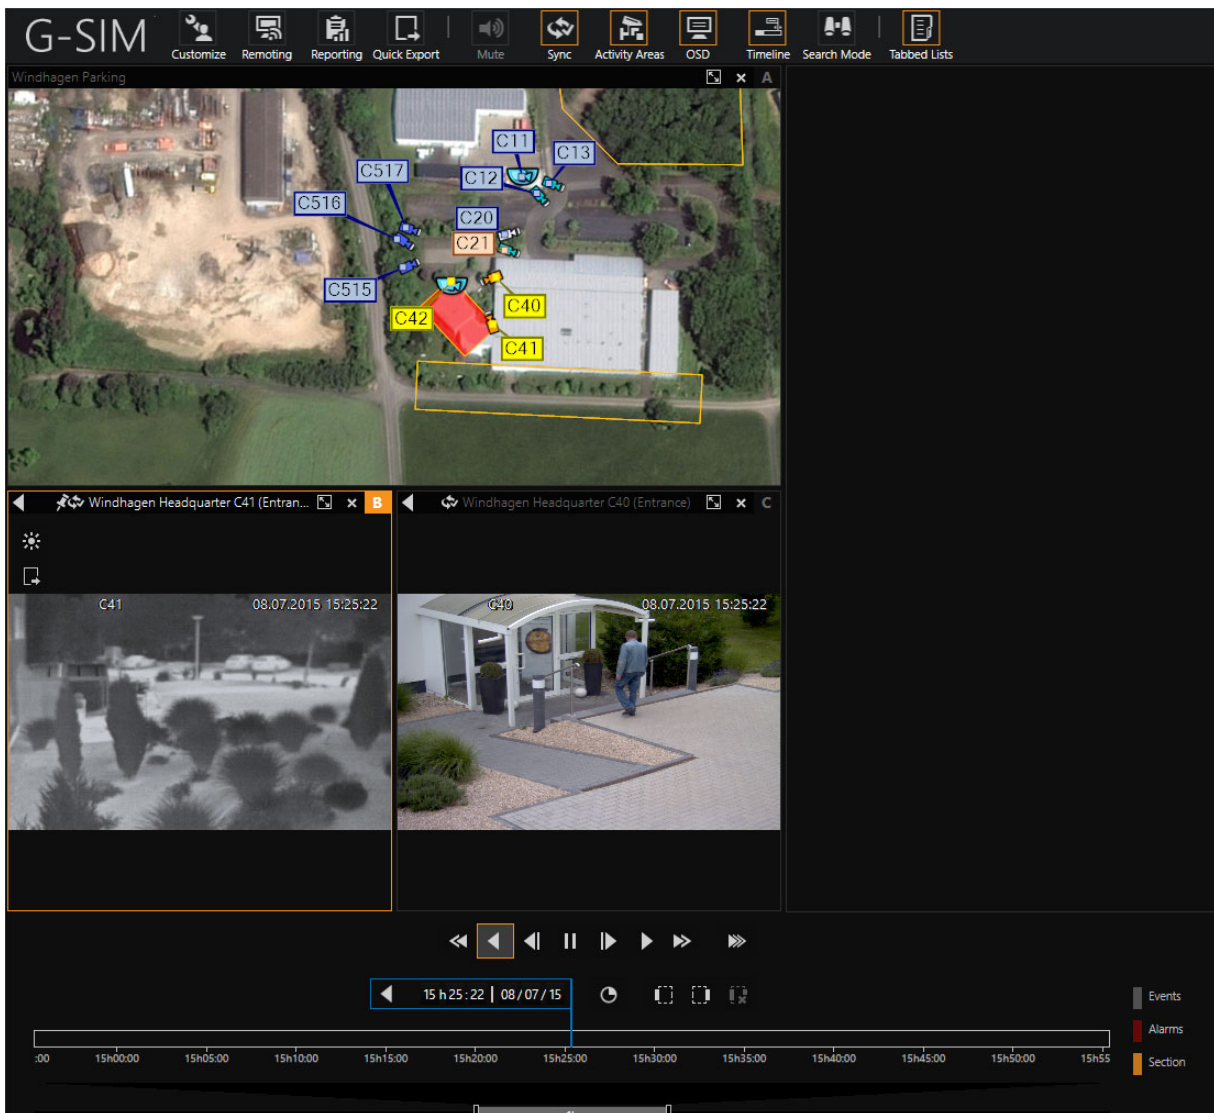 G-SIM
Customize
Remoting
Reporting
Quick Export
Mute
Sync
Activity Areas
OSD
Timeline
Search Mode
Tabbed Lists
Windhagen Parking
A
C11
C13
C517
C12
C516
C20
C21
C515
C40
C42
C41
Windhagen Headquarter C41 (Entran...
B
Windhagen Headquarter C40 (Entrance)
C
C41 08.07.2015 15:25:22
C40 08.07.2015 15:25:22
15 h 25 : 22 | 08 / 07 / 15
Events
Alarms
Section
:00 15h00:00 15h05:00 15h10:00 15h15:00 15h20:00 15h25:00 15h30:00 15h35:00 15h40:00 15h45:00 15h50:00 15h55